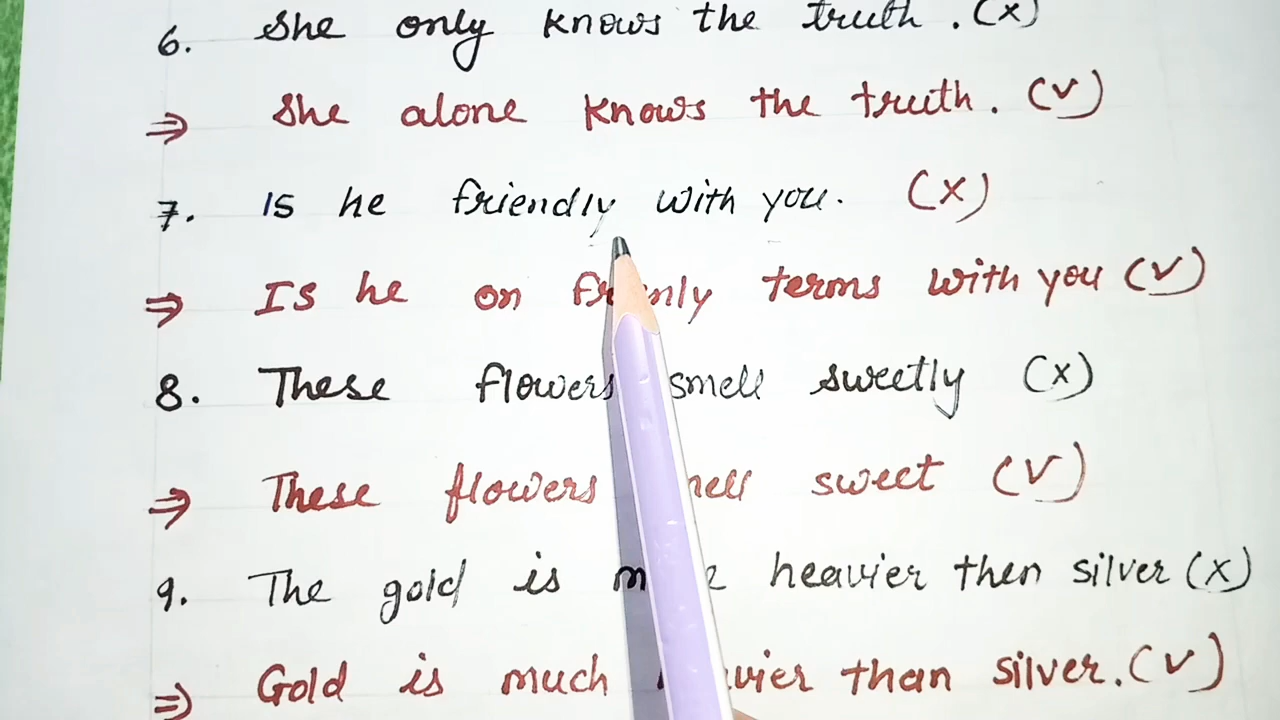 6. She only knows the truth. (x)
⇒ She alone knows the truth. (v)
7. Is he friendly with you. (x)
⇒ Is he on terms with you (v)
8. These flowers smell sweetly (x)
⇒ These flowers sweet (v)
9. The gold is heavier then silver (x)
⇒ Gold is much than silver. (v)